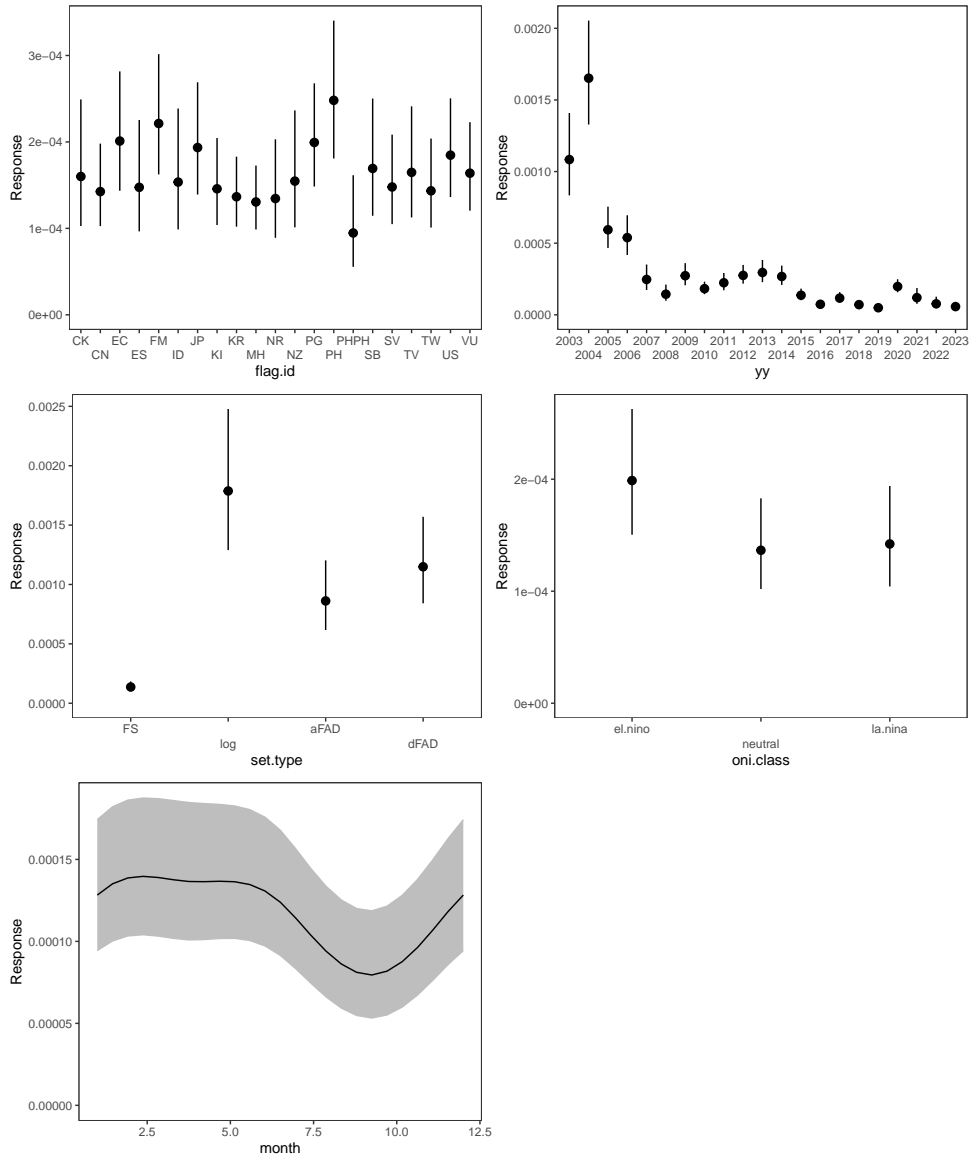 3e−04
2e−04
1e−04
0e+00
Response
CK EC FM JP KR NR PG PHPH SV TW VU
CN ES ID KI MH NZ PH SB TV US
flag.id
0.0020
0.0015
0.0010
0.0005
0.0000
Response
2003 2005 2007 2009 2011 2013 2015 2017 2019 2021 2023
2004 2006 2008 2010 2012 2014 2016 2018 2020 2022
yy
0.0025
0.0020
0.0015
0.0010
0.0005
0.0000
Response
FS aFAD
log dFAD
set.type
2e−04
1e−04
0e+00
Response
el.nino la.nina
neutral
oni.class
0.00015
0.00010
0.00005
0.00000
Response
2.5 5.0 7.5 10.0 12.5
month